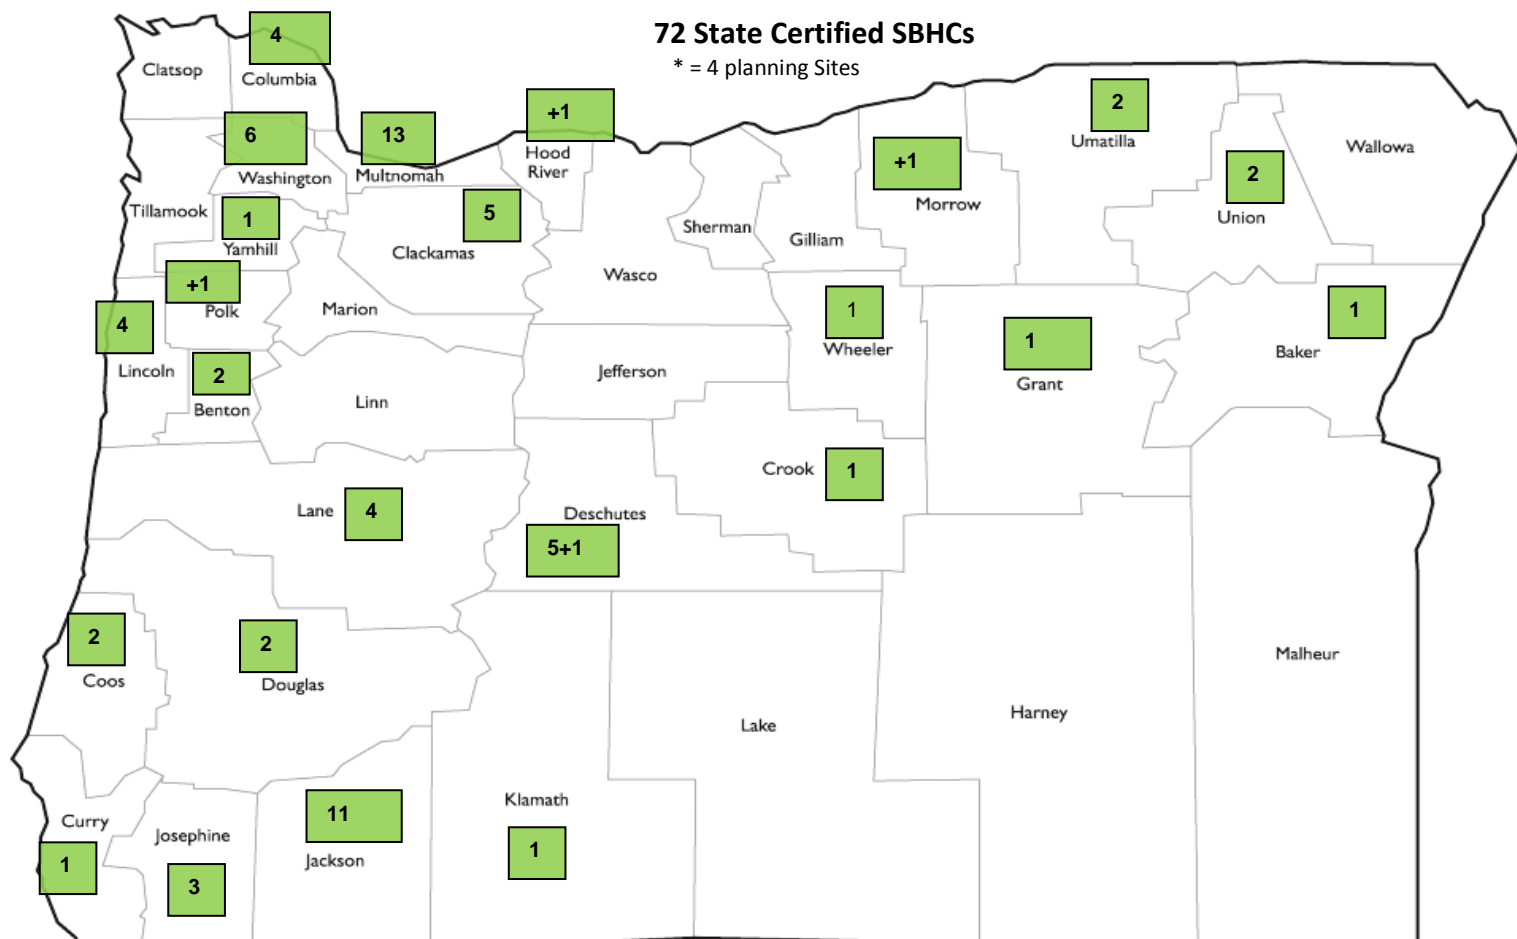 72 State Certified SBHCs
* = 4 planning Sites
4
Clatsop
Columbia
+1
2
6
13
Umatilla
Wallowa
Hood
River
+1
2
Washington
Multnomah
Morrow
Tillamook
1
5
Union
Sherman
Yamhill
Clackamas
Gilliam
Wasco
+1
Polk
Marion
1
1
4
1
Wheeler
Baker
Lincoln
2
Jefferson
Grant
Benton
Linn
Crook
1
Lane
4
Deschutes
5+1
2
2
Malheur
Coos
Douglas
Harney
Lake
Klamath
11
Curry
Josephine
Jackson
1
1
3